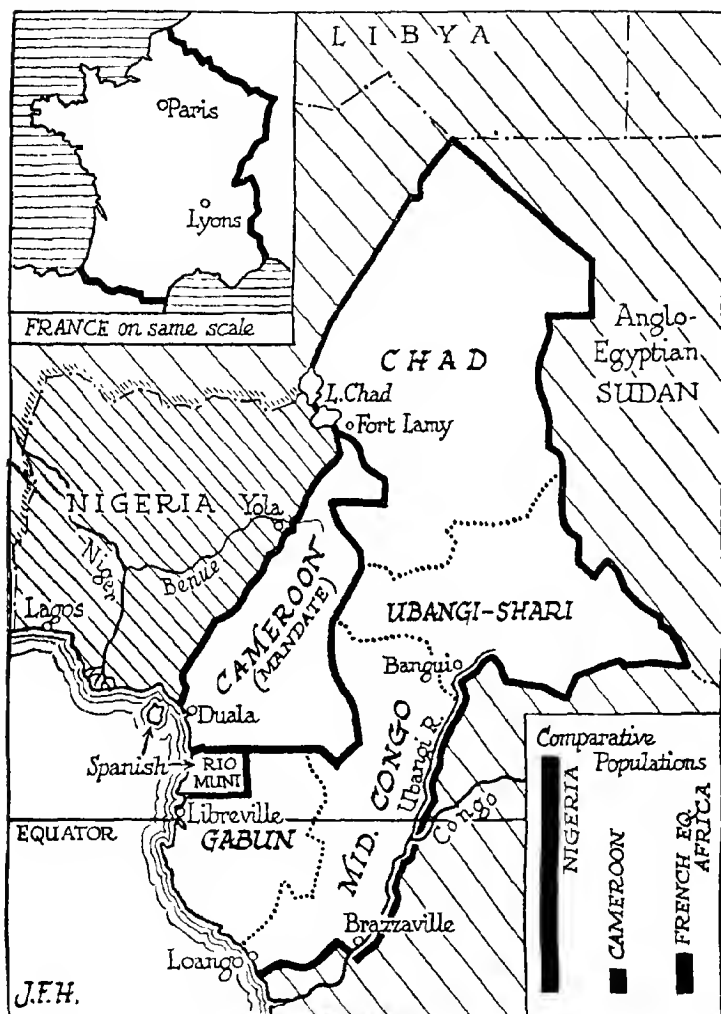 LIBYA
Paris
Lyons
FRANCE on same scale
CHAD
Anglo-
Egyptian
SUDAN
L. Chad
Fort Lamy
NIGERIA
Yola
Niger
Benue
Lagos
CAMEROON
(MANDATE)
UBANGI-SHARI
Bangui
Duala
Spanish
RIO
MUNI
MID. CONGO
Ubangi R.
Congo
Libreville
EQUATOR
GABUN
Brazzaville
Loango
J.F.H.
Comparative
Populations
NIGERIA
CAMEROON
FRENCH EQ.
AFRICA